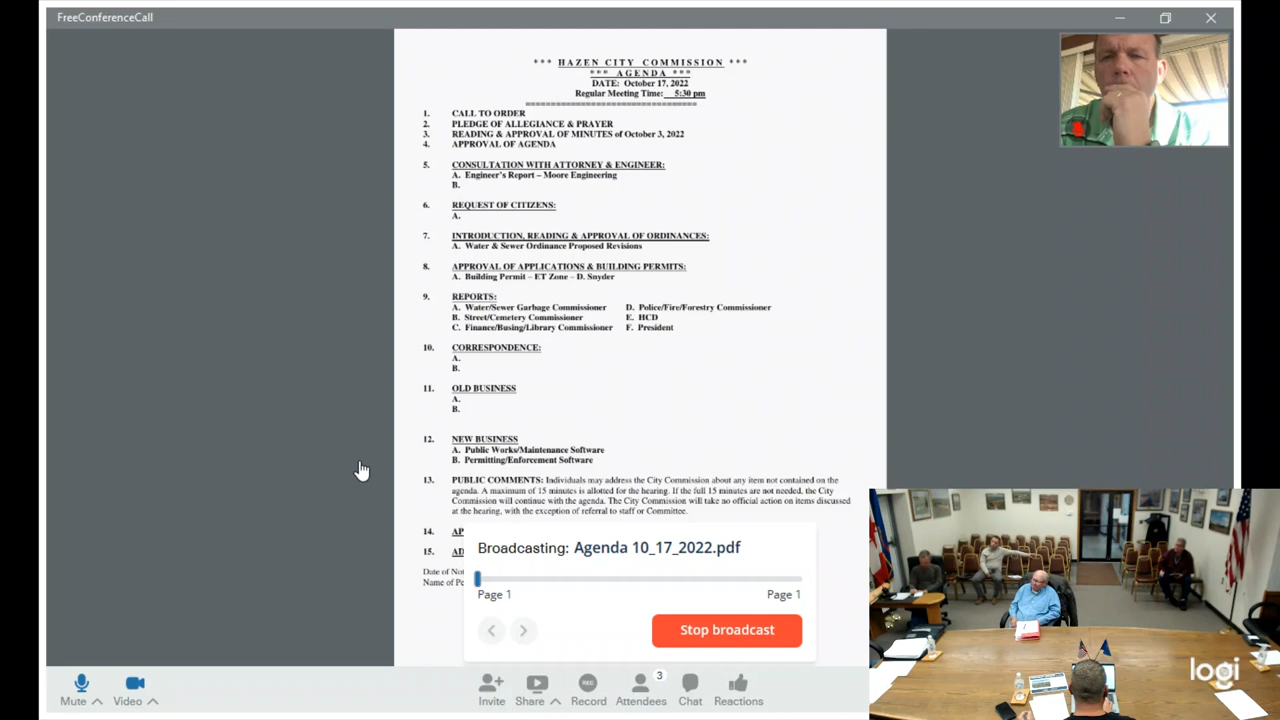 FreeConferenceCall
*** HAZEN CITY COMMISSION ***
*** AGENDA ***
DATE: October 17, 2022
Regular Meeting Time: 5:30 pm
1. CALL TO ORDER
2. PLEDGE OF ALLEGIANCE & PRAYER
3. READING & APPROVAL OF MINUTES of October 3, 2022
4. APPROVAL OF AGENDA
5. CONSULTATION WITH ATTORNEY & ENGINEER:
A. Engineer's Report – Moore Engineering
B.
6. REQUEST OF CITIZENS:
A.
7. INTRODUCTION, READING & APPROVAL OF ORDINANCES:
A. Water & Sewer Ordinance Proposed Revisions
8. APPROVAL OF APPLICATIONS & BUILDING PERMITS:
A. Building Permit – ET Zone – D. Snyder
9. REPORTS:
A. Water/Sewer Garbage Commissioner D. Police/Fire/Forestry Commissioner
B. Street/Cemetery Commissioner E. HCD
C. Finance/Busing/Library Commissioner F. President
10. CORRESPONDENCE:
A.
B.
11. OLD BUSINESS
A.
B.
12. NEW BUSINESS
A. Public Works/Maintenance Software
B. Permitting/Enforcement Software
13. PUBLIC COMMENTS: Individuals may address the City Commission about any item not contained on the
agenda. A maximum of 15 minutes is allotted for the hearing. If the full 15 minutes are not needed, the City
Commission will continue with the agenda. The City Commission will take no official action on items discussed
at the hearing, with the exception of referral to staff or Committee.
14. AP
15. AD
Date of Not
Name of Pe
Broadcasting: Agenda 10_17_2022.pdf
Page 1 Page 1
Stop broadcast
Mute Video Invite Share REC Record Attendees 3 Chat Reactions
logi